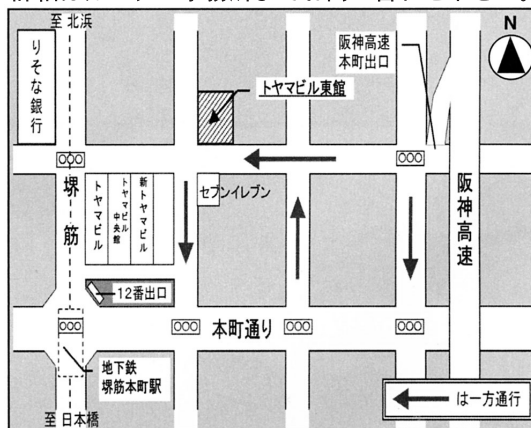 至 北浜
りそな銀行
阪神高速
本町出口
N
トヤマビル東館
堺筋
トヤマビル
トヤマビル
中央館
新トヤマビル
セブンイレブン
阪神高速
12番出口
本町通り
地下鉄
堺筋本町駅
至 日本橋
は一方通行